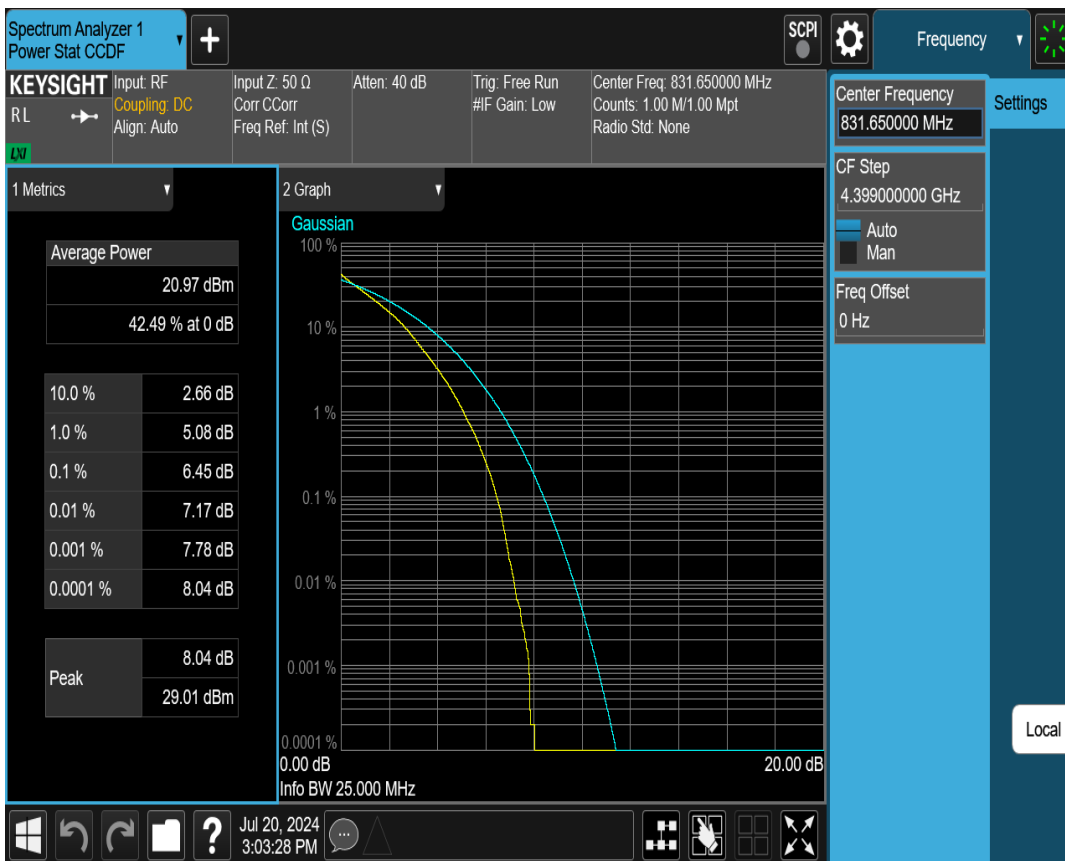 Spectrum Analyzer 1
Power Stat CCDF
+
SCPI
Frequency
KEYSIGHT
RL
LXI
Input: RF
Coupling: DC
Align: Auto
Input Z: 50 Ω
Corr CCorr
Freq Ref: Int (S)
Atten: 40 dB
Trig: Free Run
#IF Gain: Low
Center Freq: 831.650000 MHz
Counts: 1.00 M/1.00 Mpt
Radio Std: None
Center Frequency
831.650000 MHz
Settings
CF Step
4.399000000 GHz
Auto
Man
Freq Offset
0 Hz
1 Metrics
Average Power
20.97 dBm
42.49 % at 0 dB
10.0 % 2.66 dB
1.0 % 5.08 dB
0.1 % 6.45 dB
0.01 % 7.17 dB
0.001 % 7.78 dB
0.0001 % 8.04 dB
Peak
8.04 dB
29.01 dBm
2 Graph
Gaussian
100 %
10 %
1 %
0.1 %
0.01 %
0.001 %
0.0001 %
0.00 dB 20.00 dB
Info BW 25.000 MHz
Local
?
Jul 20, 2024
3:03:28 PM